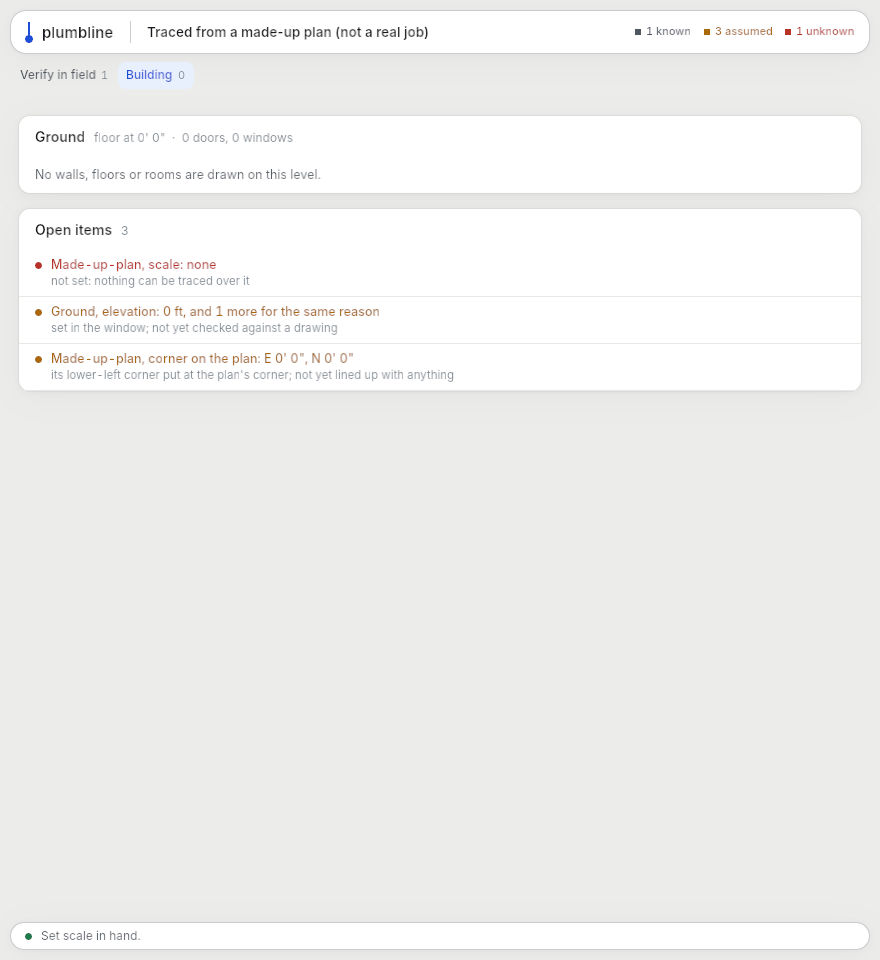 plumbline
Traced from a made-up plan (not a real job)
1 known
3 assumed
1 unknown
Verify in field 1
Building 0
Ground floor at 0' 0" · 0 doors, 0 windows
No walls, floors or rooms are drawn on this level.
Open items 3
Made-up-plan, scale: none
not set: nothing can be traced over it
Ground, elevation: 0 ft, and 1 more for the same reason
set in the window; not yet checked against a drawing
Made-up-plan, corner on the plan: E 0' 0", N 0' 0"
its lower-left corner put at the plan's corner; not yet lined up with anything
Set scale in hand.